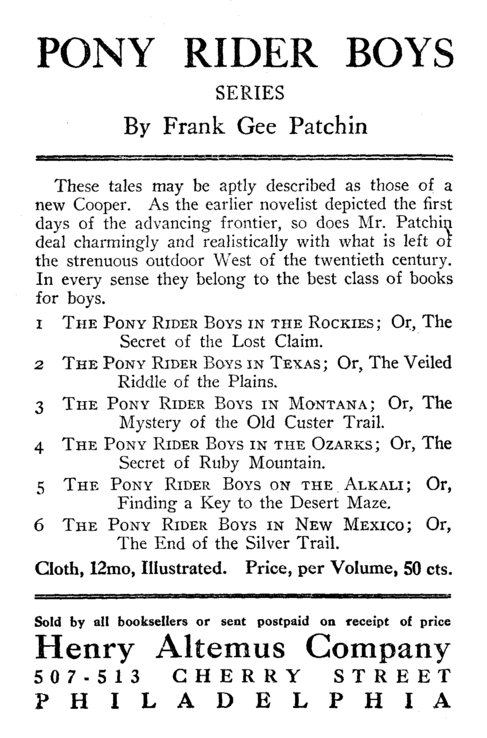 PONY RIDER BOYS
SERIES
By Frank Gee Patchin
These tales may be aptly described as those of a
new Cooper. As the earlier novelist depicted the first
days of the advancing frontier, so does Mr. Patchin
deal charmingly and realistically with what is left of
the strenuous outdoor West of the twentieth century.
In every sense they belong to the best class of books
for boys.
1 THE PONY RIDER BOYS IN THE ROCKIES; Or, The
Secret of the Lost Claim.
2 THE PONY RIDER BOYS IN TEXAS; Or, The Veiled
Riddle of the Plains.
3 THE PONY RIDER BOYS IN MONTANA; Or, The
Mystery of the Old Custer Trail.
4 THE PONY RIDER BOYS IN THE OZARKS; Or, The
Secret of Ruby Mountain.
5 THE PONY RIDER BOYS ON THE ALKALI; Or,
Finding a Key to the Desert Maze.
6 THE PONY RIDER BOYS IN NEW MEXICO; Or,
The End of the Silver Trail.
Cloth, 12mo, Illustrated. Price, per Volume, 50 cts.
Sold by all booksellers or sent postpaid on receipt of price
Henry Altemus Company
507-513 CHERRY STREET
PHILADELPHIA